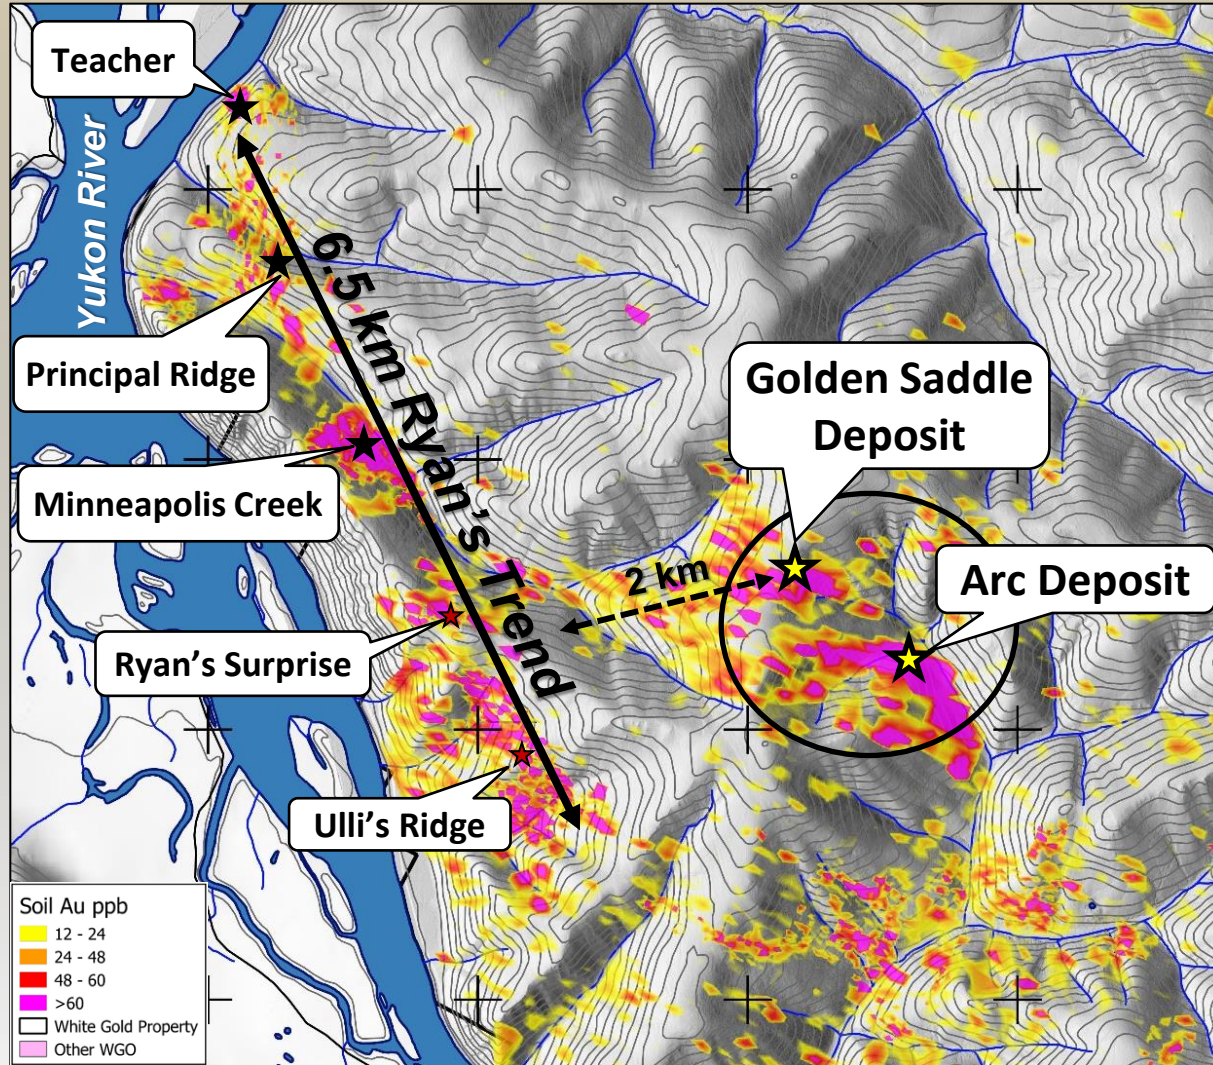 Teacher
Yukon River
6.5 km Ryan's Trend
Principal Ridge
Golden Saddle
Deposit
Minneapolis Creek
2 km
Arc Deposit
Ryan's Surprise
Ulli's Ridge
Soil Au ppb
12 - 24
24 - 48
48 - 60
>60
White Gold Property
Other WGO